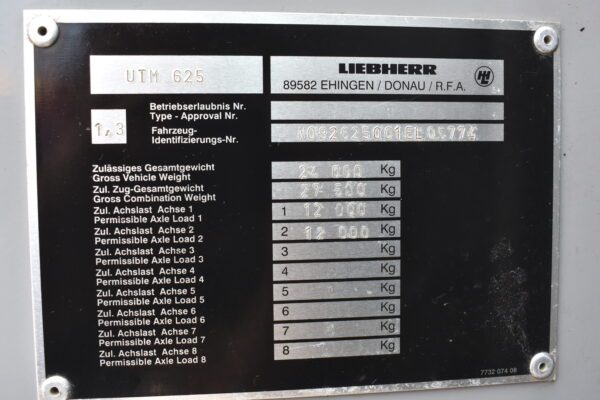 UTM 625
LIEBHERR
89582 EHINGEN / DONAU / R.F.A.
Betriebserlaubnis Nr.
Type - Approval Nr.
1,3
Fahrzeug-
Identifizierungs-Nr.
Zulässiges Gesamtgewicht
Gross Vehicle Weight
24 000 Kg
Zul. Zug-Gesamtgewicht
Gross Combination Weight
27 500 Kg
Zul. Achslast Achse 1
Permissible Axle Load 1
1 12 000 Kg
Zul. Achslast Achse 2
Permissible Axle Load 2
2 12 000 Kg
Zul. Achslast Achse 3
Permissible Axle Load 3
3 Kg
Zul. Achslast Achse 4
Permissible Axle Load 4
4 Kg
Zul. Achslast Achse 5
Permissible Axle Load 5
5 Kg
Zul. Achslast Achse 6
Permissible Axle Load 6
6 Kg
Zul. Achslast Achse 7
Permissible Axle Load 7
7 Kg
Zul. Achslast Achse 8
Permissible Axle Load 8
8 Kg
7732 074 08